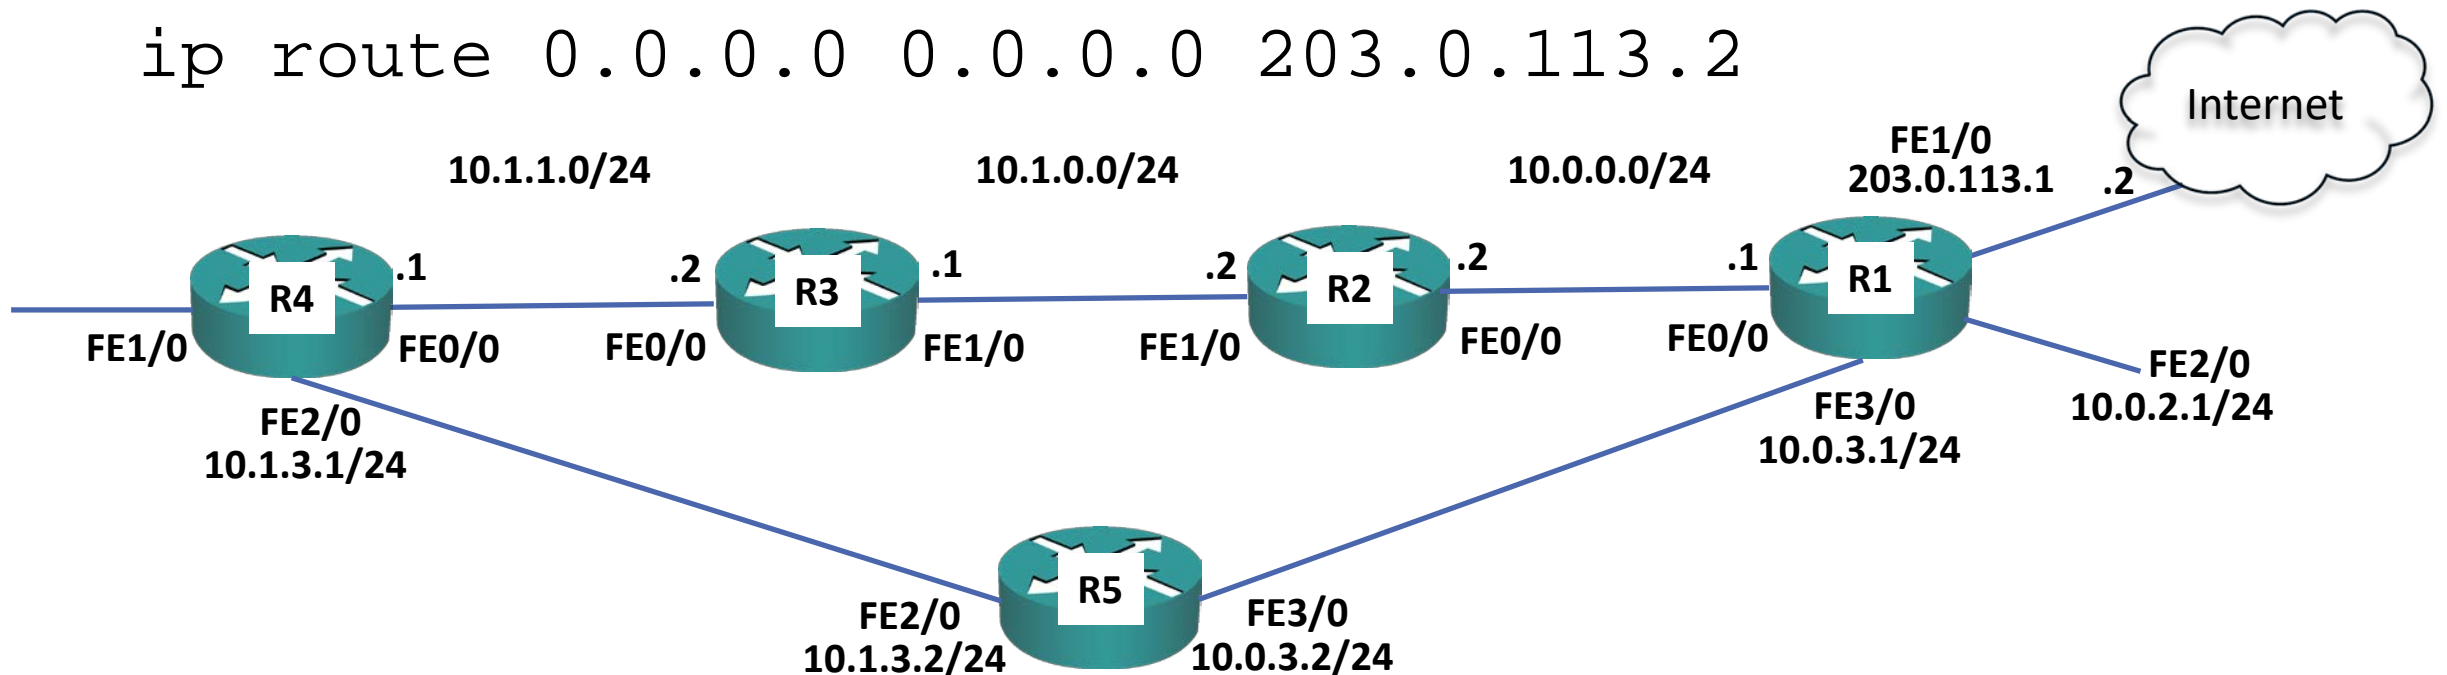 ip route 0.0.0.0 0.0.0.0 203.0.113.2
Internet
FE1/0
203.0.113.1
.2
10.1.1.0/24
10.1.0.0/24
10.0.0.0/24
.1
.2
.1
.2
.2
.1
R4
R3
R2
R1
FE1/0
FE0/0
FE0/0
FE1/0
FE1/0
FE0/0
FE0/0
FE2/0
10.0.2.1/24
FE2/0
10.1.3.1/24
FE3/0
10.0.3.1/24
R5
FE2/0
10.1.3.2/24
FE3/0
10.0.3.2/24